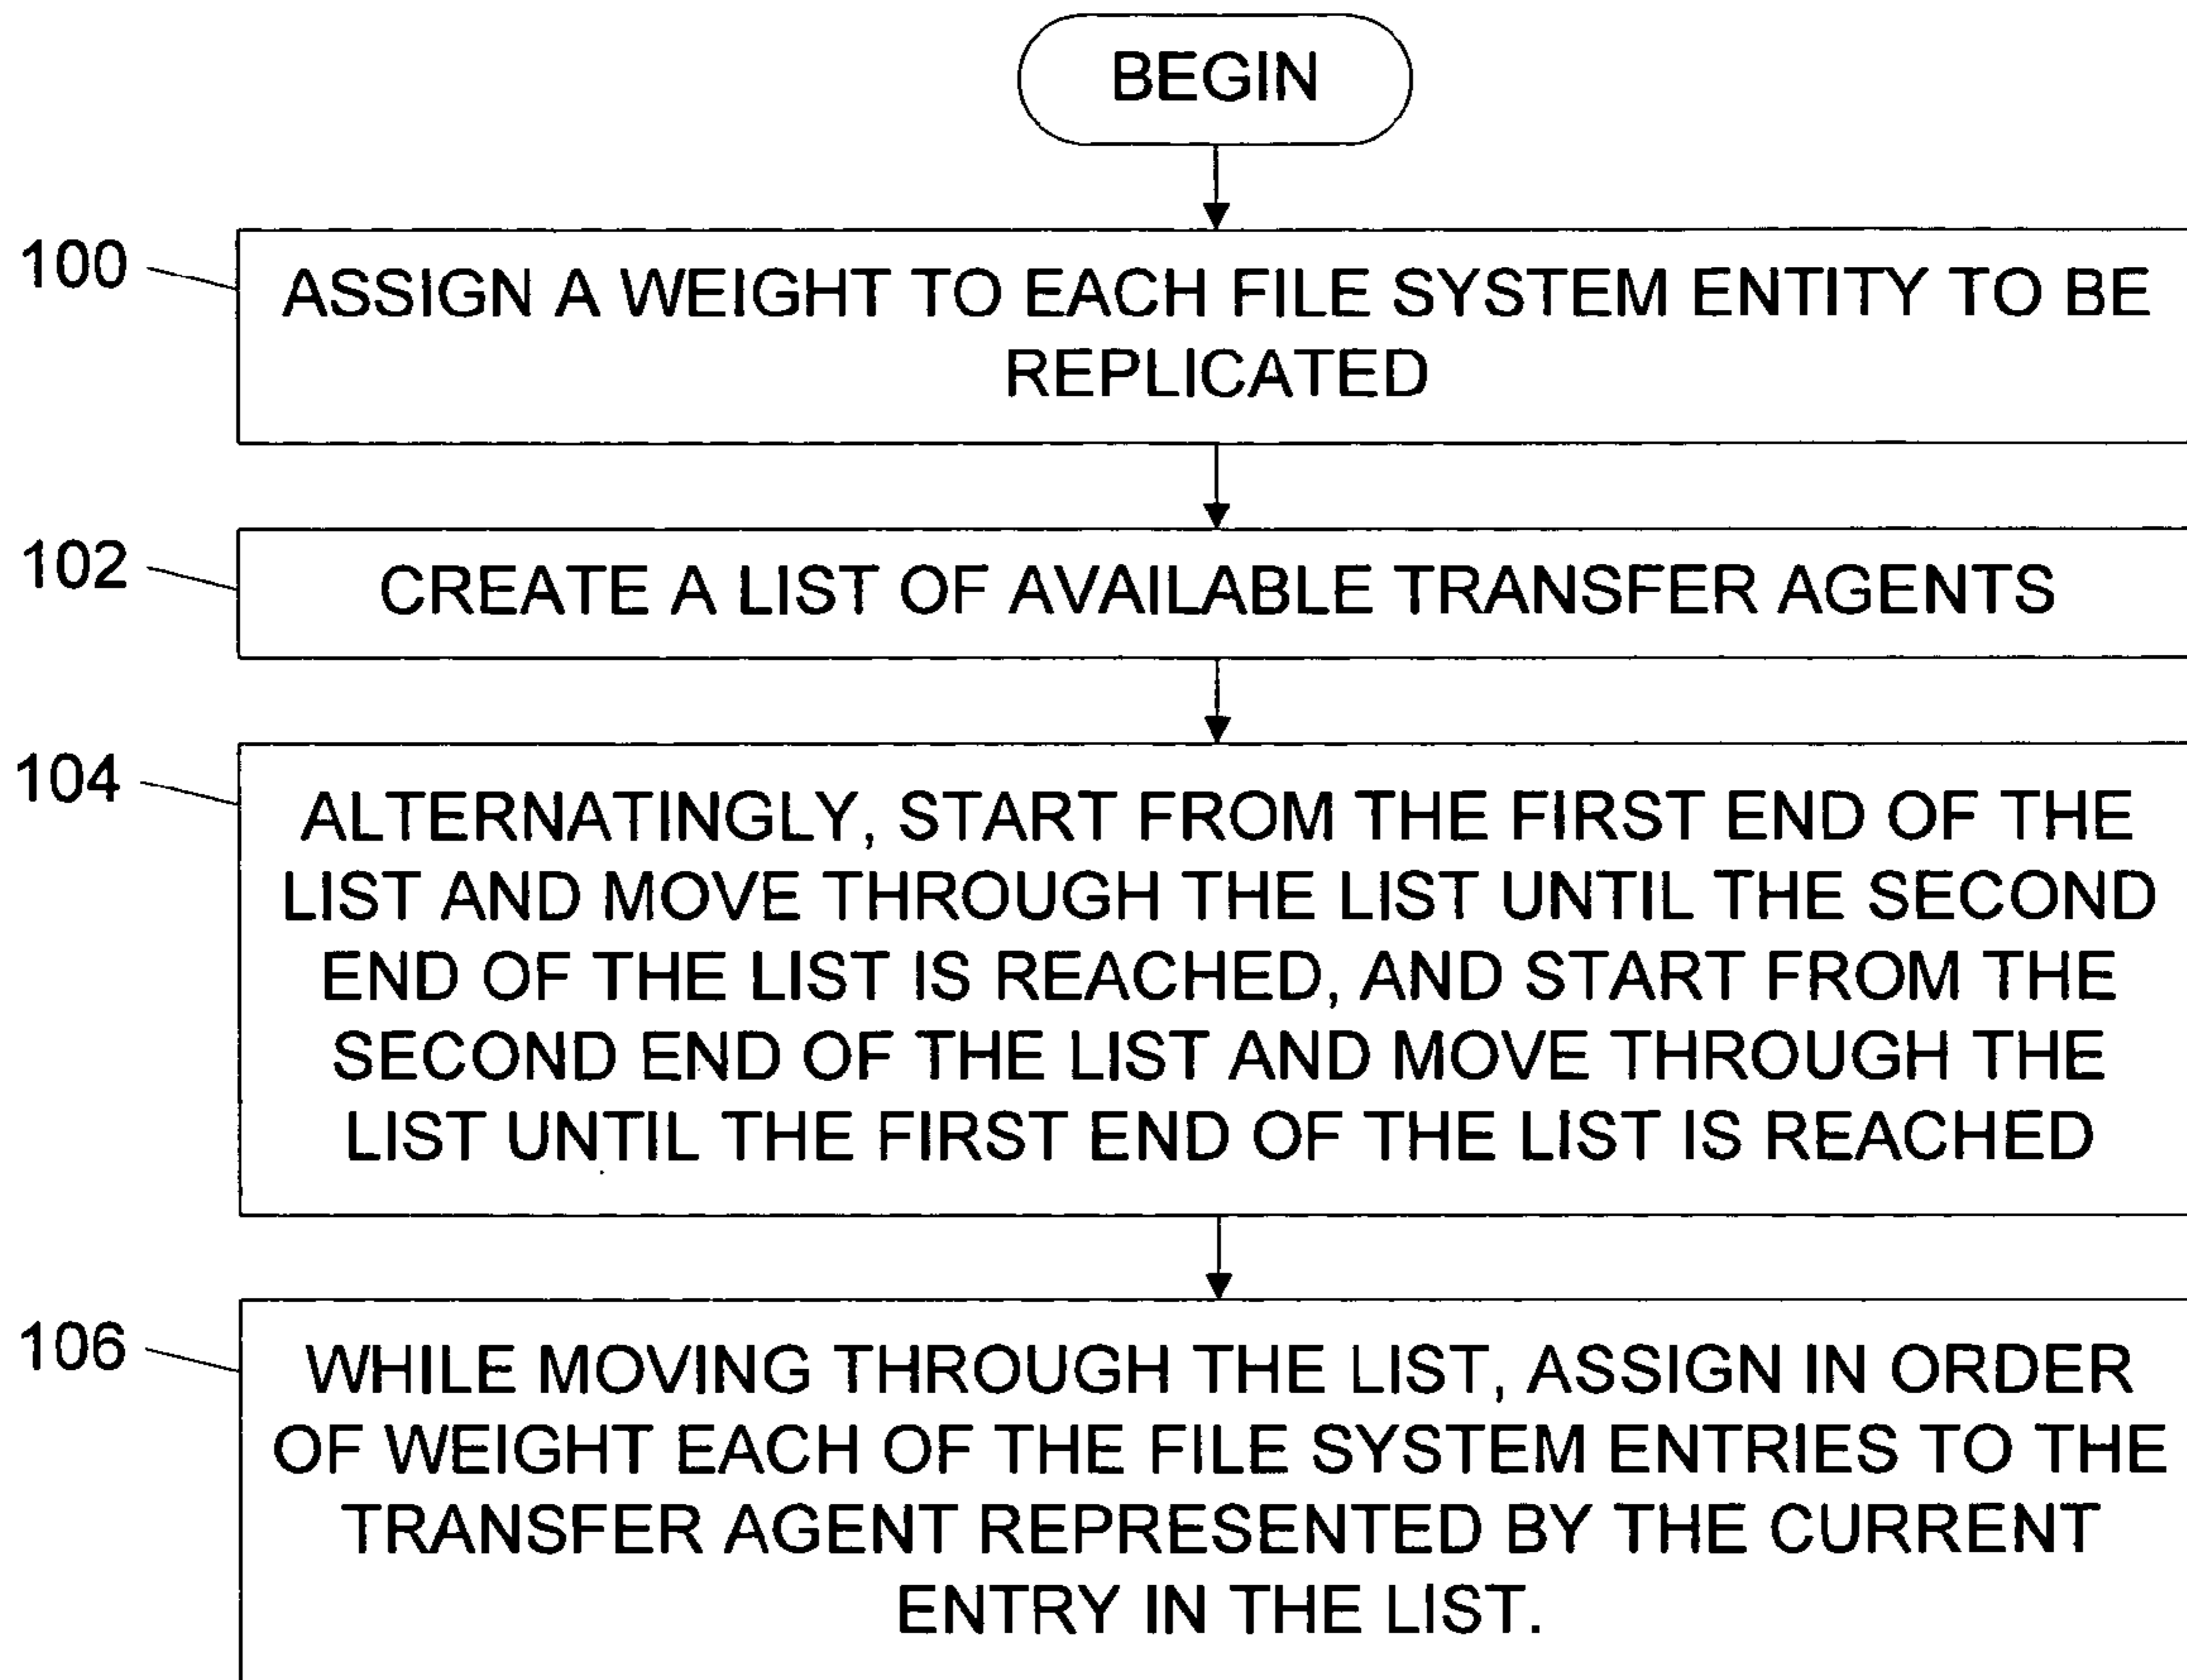 BEGIN
100
ASSIGN A WEIGHT TO EACH FILE SYSTEM ENTITY TO BE
REPLICATED
102
CREATE A LIST OF AVAILABLE TRANSFER AGENTS
104
ALTERNATINGLY, START FROM THE FIRST END OF THE
LIST AND MOVE THROUGH THE LIST UNTIL THE SECOND
END OF THE LIST IS REACHED, AND START FROM THE
SECOND END OF THE LIST AND MOVE THROUGH THE
LIST UNTIL THE FIRST END OF THE LIST IS REACHED
106
WHILE MOVING THROUGH THE LIST, ASSIGN IN ORDER
OF WEIGHT EACH OF THE FILE SYSTEM ENTRIES TO THE
TRANSFER AGENT REPRESENTED BY THE CURRENT
ENTRY IN THE LIST.